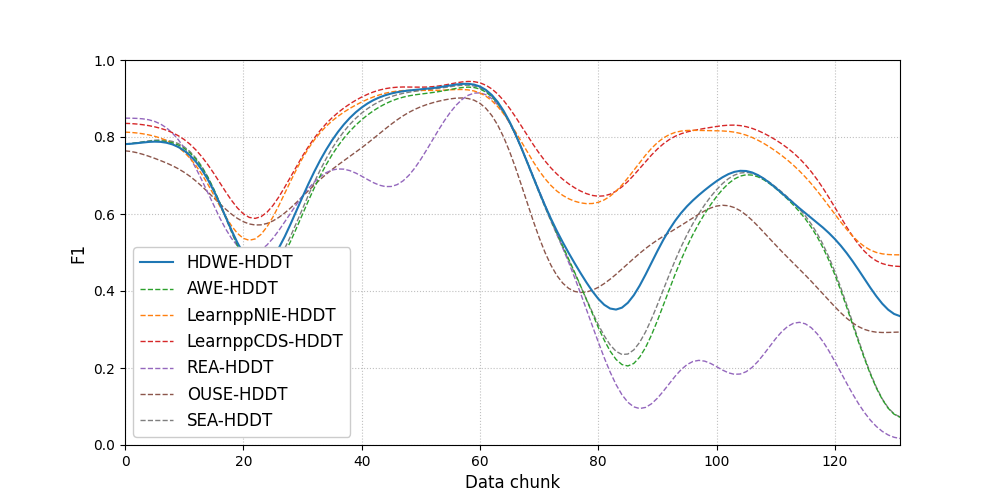 1.0
0.8
0.6
0.4
0.2
0.0
F1
HDWE-HDDT
AWE-HDDT
LearnppNIE-HDDT
LearnppCDS-HDDT
REA-HDDT
OUSE-HDDT
SEA-HDDT
0 20 40 60 80 100 120
Data chunk